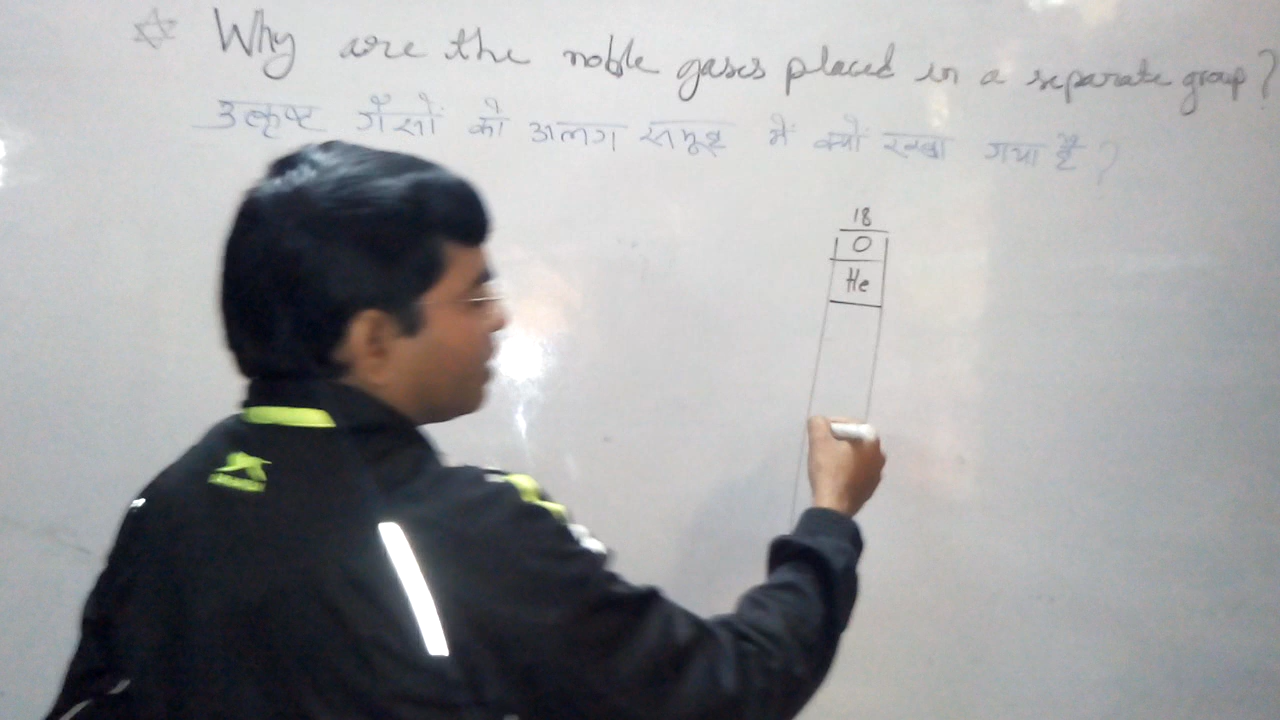 Why are the noble gases placed in a separate group?
उत्कृष्ट गैसों को अलग समूह में क्यों रखा गया है?
18
0
He